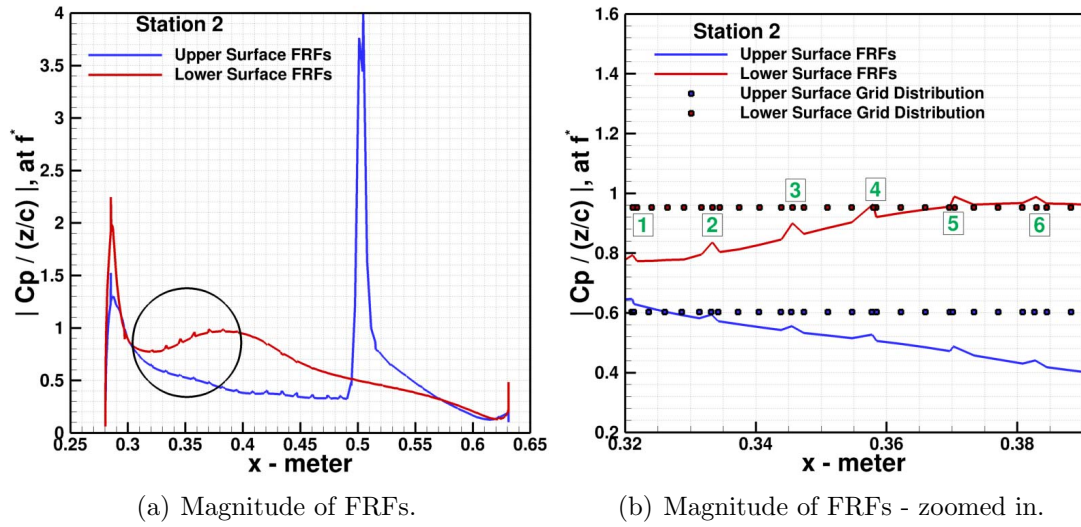 Station 2
Upper Surface FRFs
Lower Surface FRFs
| Cp / (z/c) |, at f*
4
3.5
3
2.5
2
1.5
1
0.5
0
0.25
0.3
0.35
0.4
0.45
0.5
0.55
0.6
0.65
x - meter
(a) Magnitude of FRFs.
Station 2
Upper Surface FRFs
Lower Surface FRFs
Upper Surface Grid Distribution
Lower Surface Grid Distribution
| Cp / (z/c) |, at f*
1.6
1.4
1.2
1
0.8
0.6
0.4
0.2
1
2
3
4
5
6
0.32
0.34
0.36
0.38
x - meter
(b) Magnitude of FRFs - zoomed in.